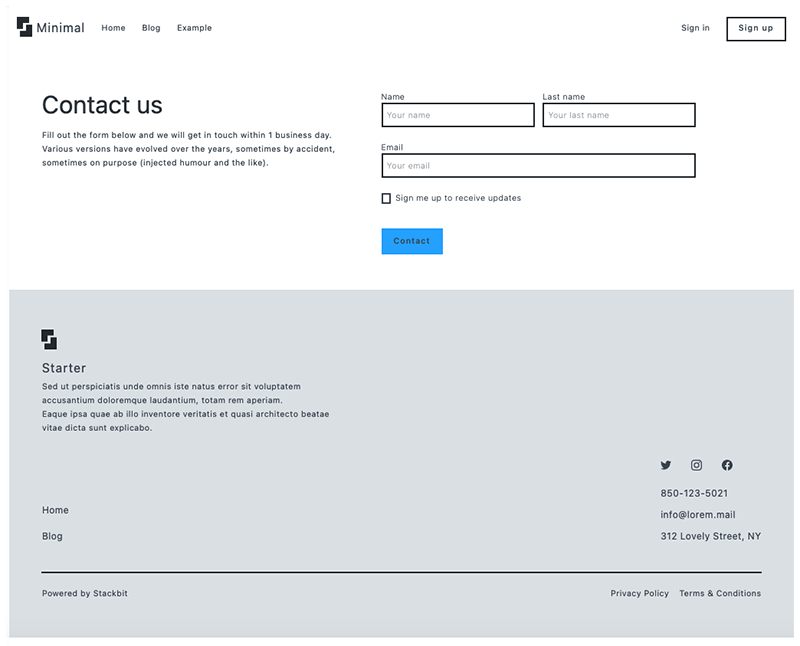 Minimal
Home
Blog
Example
Sign in
Sign up
Contact us
Fill out the form below and we will get in touch within 1 business day.
Various versions have evolved over the years, sometimes by accident,
sometimes on purpose (injected humour and the like).
Name
Last name
Your name
Your last name
Email
Your email
Sign me up to receive updates
Contact
Starter
Sed ut perspiciatis unde omnis iste natus error sit voluptatem
accusantium doloremque laudantium, totam rem aperiam.
Eaque ipsa quae ab illo inventore veritatis et quasi architecto beatae
vitae dicta sunt explicabo.
Home
Blog
850-123-5021
info@lorem.mail
312 Lovely Street, NY
Powered by Stackbit
Privacy Policy
Terms & Conditions